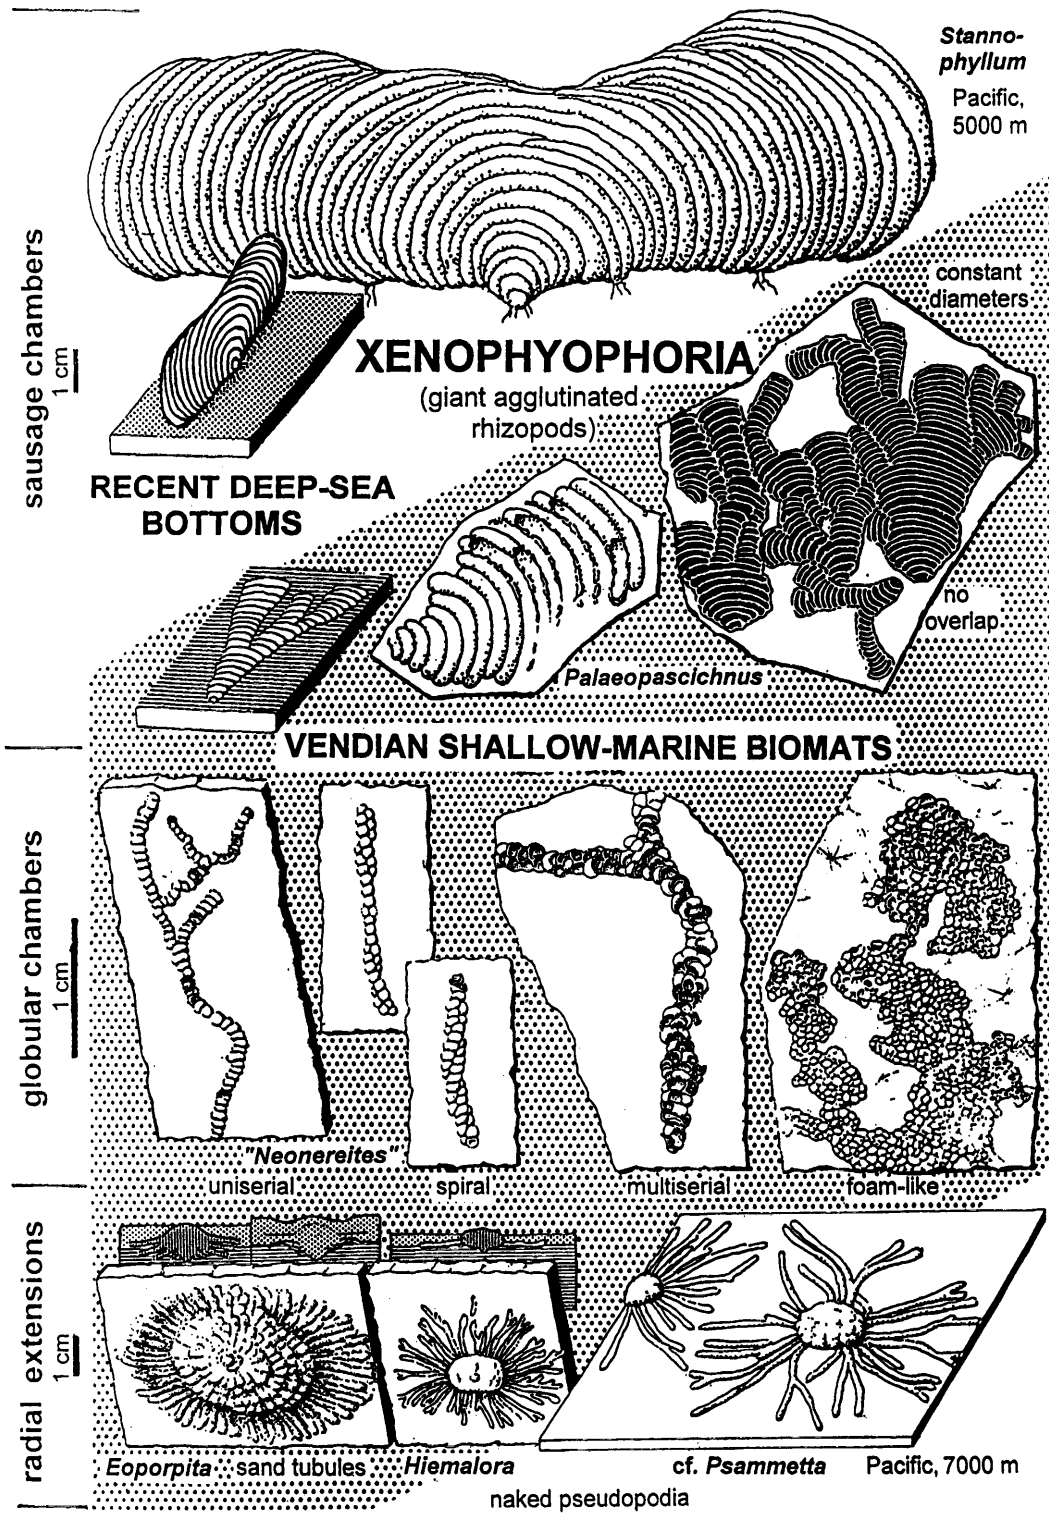 Stanno-
phyllum
Pacific,
5000 m
sausage chambers
1 cm
constant
diameters
XENOPHYOPHORIA
(giant agglutinated
rhizopods)
RECENT DEEP-SEA
BOTTOMS
no
overlap
Palaeopascichnus
VENDIAN SHALLOW-MARINE BIOMATS
globular chambers
1 cm
"Neonereites"
uniserial
spiral
multiserial
foam-like
radial extensions
1 cm
Eoporpita
sand tubules
Hiemalora
cf. Psammetta
Pacific, 7000 m
naked pseudopodia